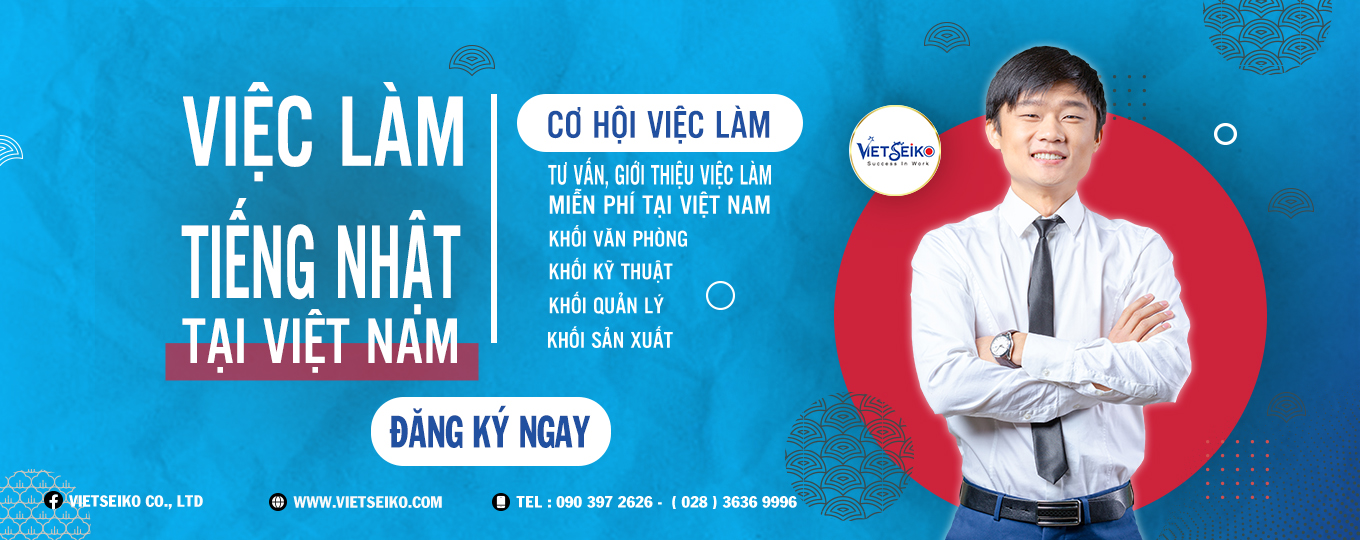 VIỆC LÀM
TIẾNG NHẬT
TẠI VIỆT NAM
CƠ HỘI VIỆC LÀM
TƯ VẤN, GIỚI THIỆU VIỆC LÀM
MIỄN PHÍ TẠI VIỆT NAM
KHỐI VĂN PHÒNG
KHỐI KỸ THUẬT
KHỐI QUẢN LÝ
KHỐI SẢN XUẤT
ĐĂNG KÝ NGAY
VIETSEIKO
Success In Work
VIETSEIKO CO., LTD
WWW.VIETSEIKO.COM
TEL : 090 397 2626 - ( 028 ) 3636 9996